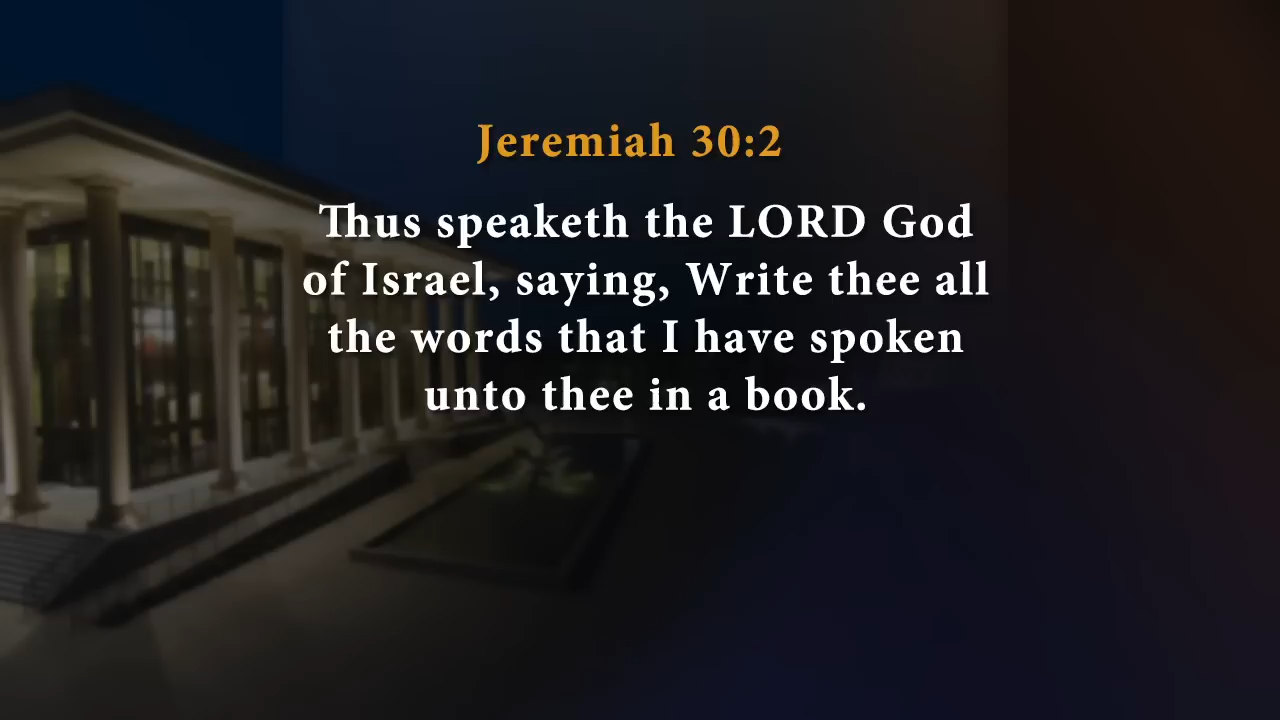 Jeremiah 30:2
Thus speaketh the LORD God
of Israel, saying, Write thee all
the words that I have spoken
unto thee in a book.